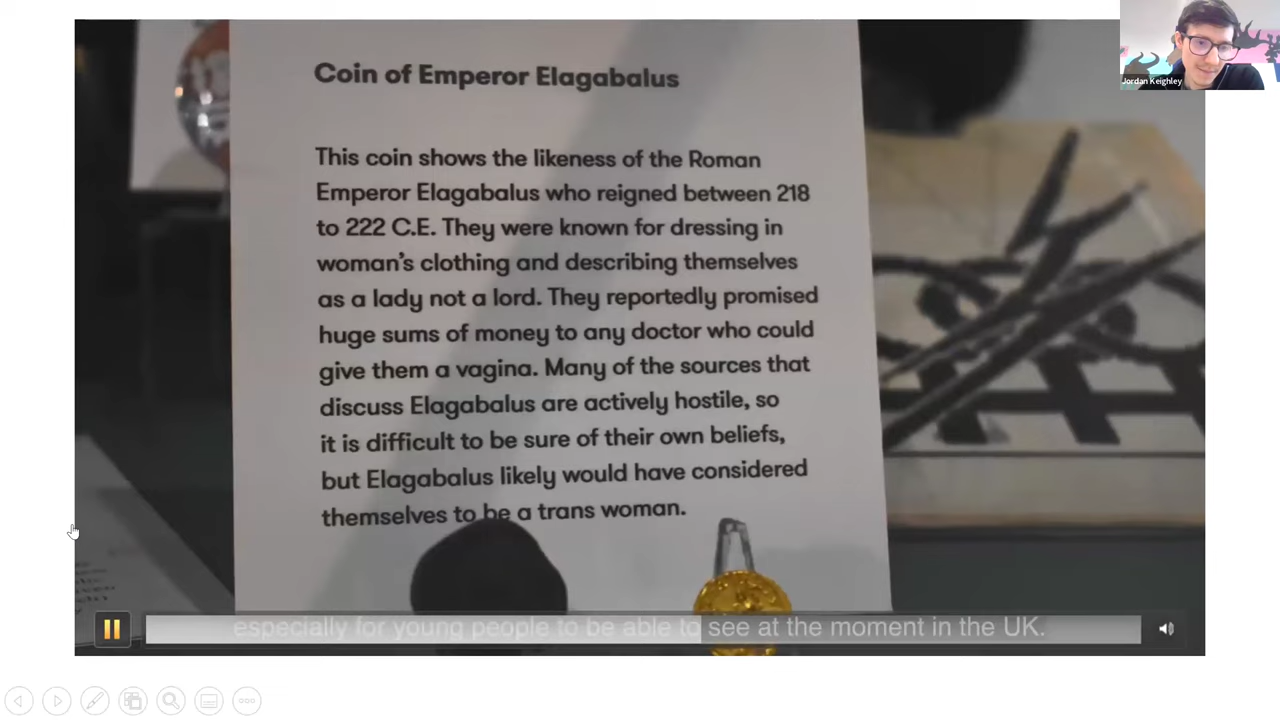 Coin of Emperor Elagabalus
This coin shows the likeness of the Roman
Emperor Elagabalus who reigned between 218
to 222 C.E. They were known for dressing in
woman's clothing and describing themselves
as a lady not a lord. They reportedly promised
huge sums of money to any doctor who could
give them a vagina. Many of the sources that
discuss Elagabalus are actively hostile, so
it is difficult to be sure of their own beliefs,
but Elagabalus likely would have considered
themselves to be a trans woman.
especially for young people to be able to see at the moment in the UK.
Jordan Keighley